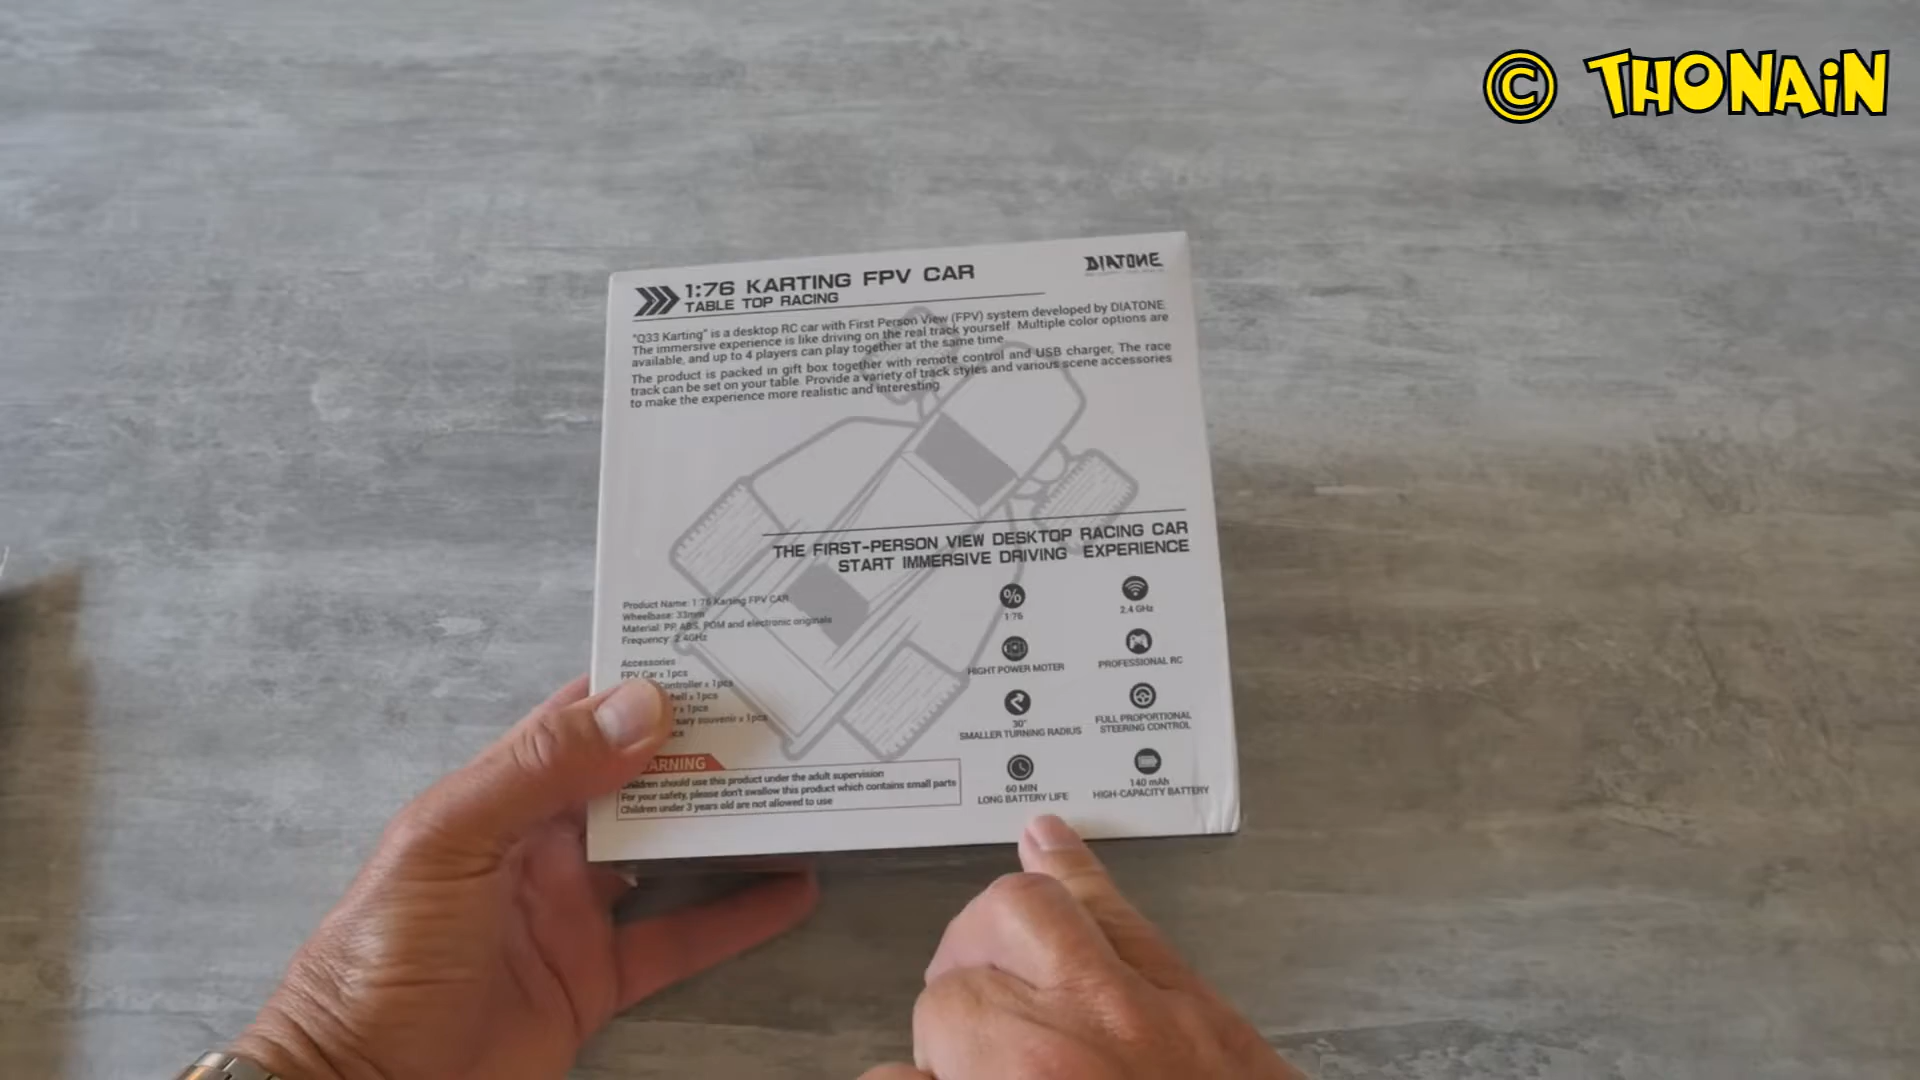 © THONAiN
1:76 KARTING FPV CAR
TABLE TOP RACING
DIATONE
"Q33 Karting" is a desktop RC car with First Person View (FPV) system developed by DIATONE.
The immersive experience is like driving on the real track yourself. Multiple color options are
available, and up to 4 players can play together at the same time.
The product is packed in gift box together with remote control and USB charger, The race
track can be set on your table. Provide a variety of track styles and various scene accessories
to make the experience more realistic and interesting.
THE FIRST-PERSON VIEW DESKTOP RACING CAR
START IMMERSIVE DRIVING EXPERIENCE
Product Name: 1:76 Karting FPV CAR
Wheelbase: 33mm
Material: PP, ABS, POM and electronic originals
Frequency: 2.4GHz
Accessories
FPV Car x 1pcs
Controller x 1pcs
x 1pcs
x 1pcs
souvenir x 1pcs
%
1:76
2.4 GHz
HIGHT POWER MOTER
PROFESSIONAL RC
30°
SMALLER TURNING RADIUS
FULL PROPORTIONAL
STEERING CONTROL
60 MIN
LONG BATTERY LIFE
140 mAh
HIGH-CAPACITY BATTERY
WARNING
Children should use this product under the adult supervision
For your safety, please don't swallow this product which contains small parts
Children under 3 years old are not allowed to use